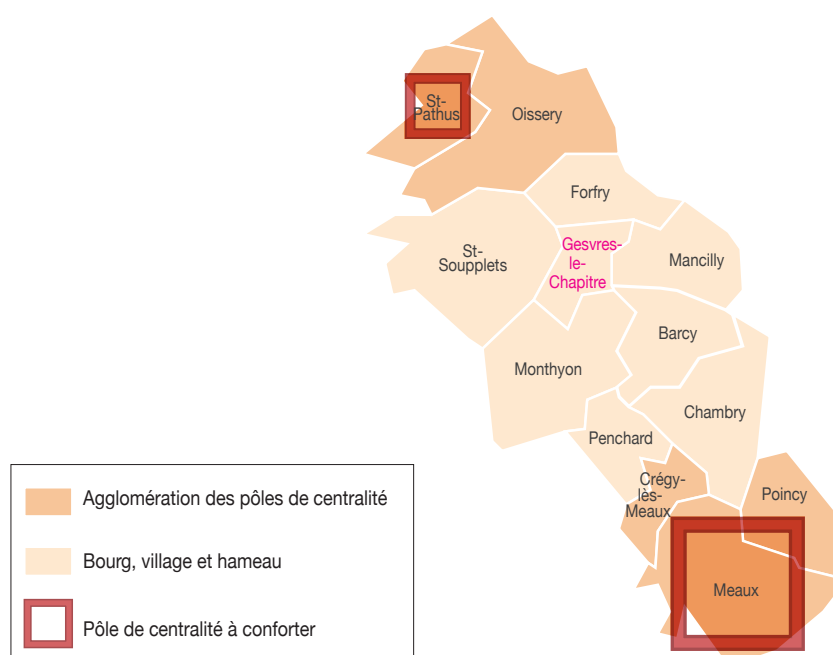 St-
Pathus
Oissery
Forfry
St-
Soupplets
Gesvres-
le-
Chapitre
Mancilly
Barcy
Monthyon
Chambry
Penchard
Crégy-
lès-
Meaux
Poincy
Meaux
Agglomération des pôles de centralité
Bourg, village et hameau
Pôle de centralité à conforter